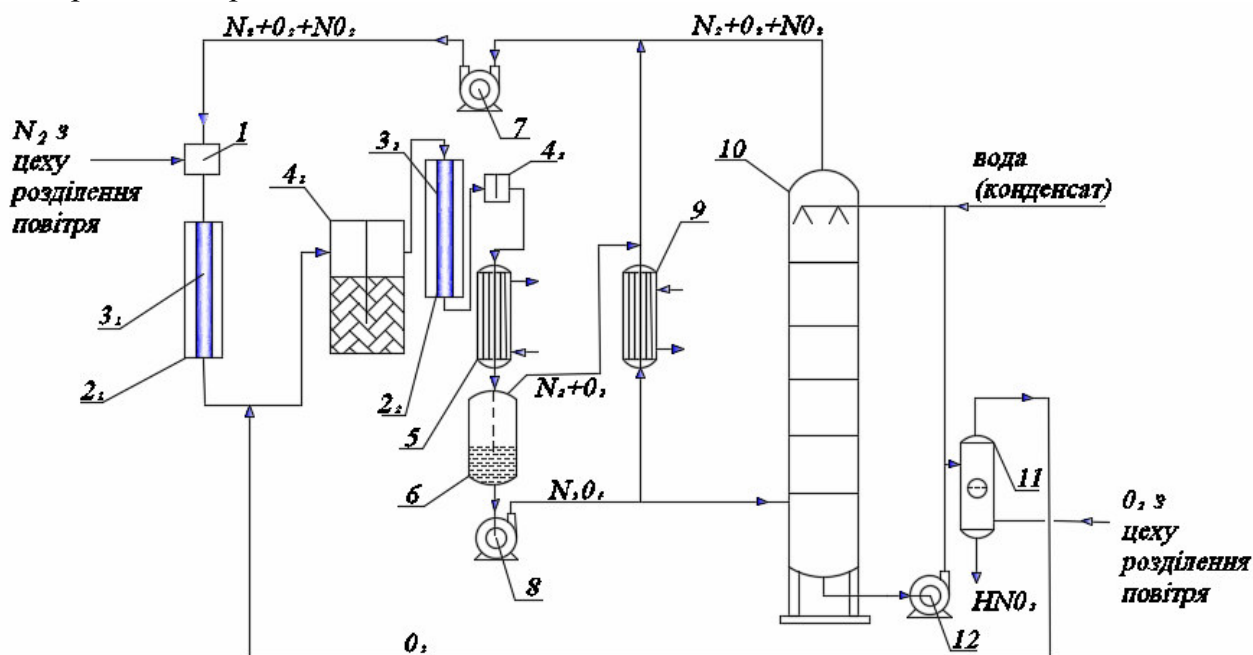 N₂+O₂+NO₂
N₂+O₂+NO₂
7
N₂ з
цеху
розділення
повітря
1
3₂
4₂
10
вода
(конденсат)
4₁
9
3₁
2₁
2₂
5
N₂+O₂
6
11
N₂O₄
O₂ з
цеху
розділення
повітря
8
HNO₃
12
O₂